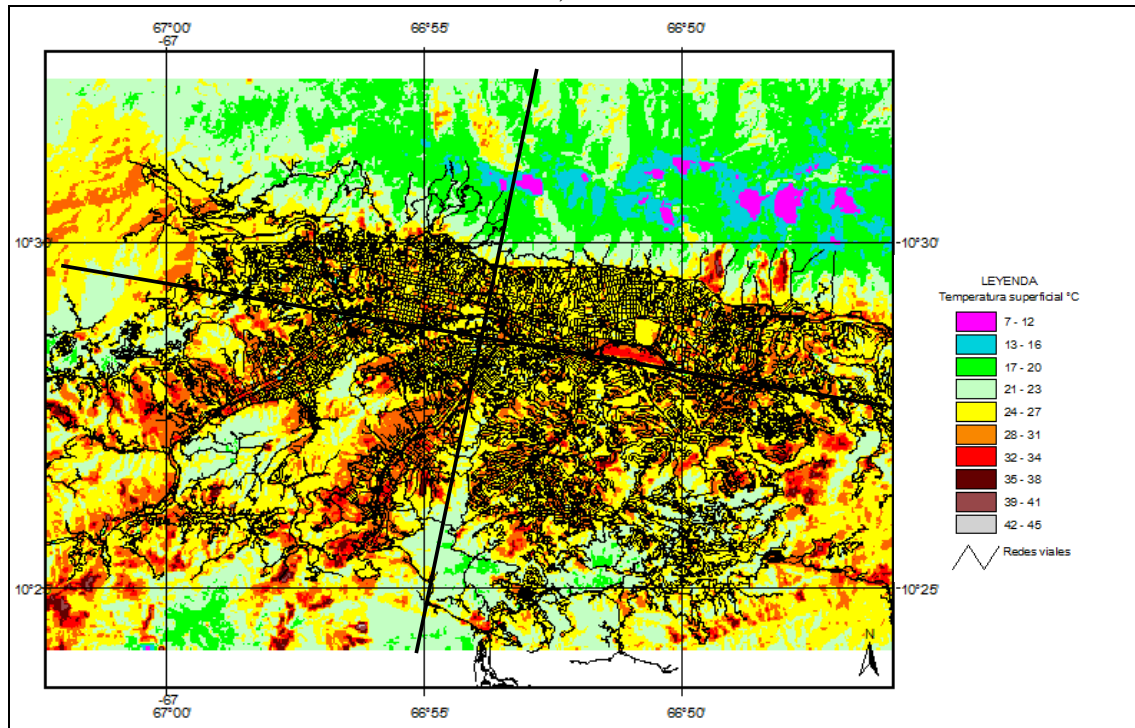 67°00' 66°55' 66°50'
-67
10°30' 10°30'
10°25' 10°25'
-67
67°00' 66°55' 66°50'
N
LEYENDA
Temperatura superficial °C
7 - 12
13 - 16
17 - 20
21 - 23
24 - 27
28 - 31
32 - 34
35 - 38
39 - 41
42 - 45
Redes viales